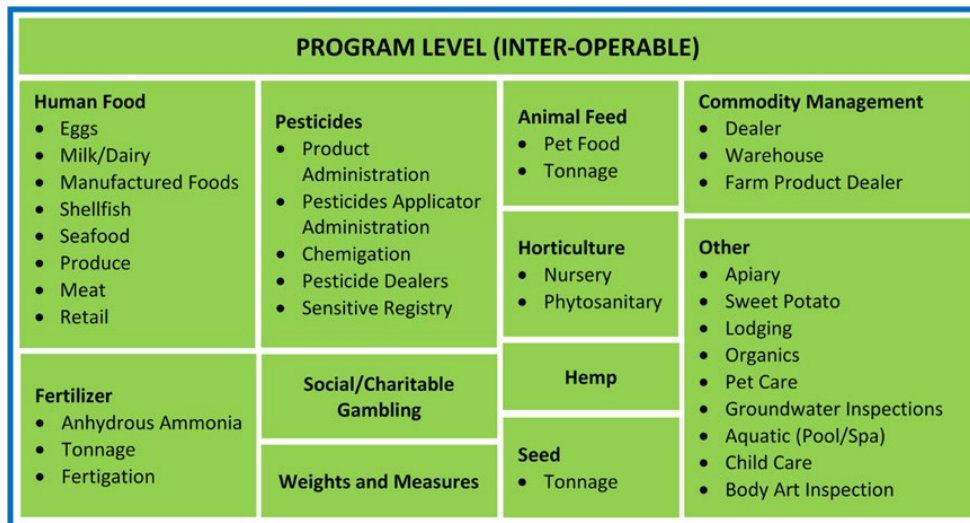 PROGRAM LEVEL (INTER-OPERABLE)
Human Food
• Eggs
• Milk/Dairy
• Manufactured Foods
• Shellfish
• Seafood
• Produce
• Meat
• Retail
Fertilizer
• Anhydrous Ammonia
• Tonnage
• Fertigation
Pesticides
• Product
Administration
• Pesticides Applicator
Administration
• Chemigation
• Pesticide Dealers
• Sensitive Registry
Social/Charitable
Gambling
Weights and Measures
Animal Feed
• Pet Food
• Tonnage
Horticulture
• Nursery
• Phytosanitary
Hemp
Seed
• Tonnage
Commodity Management
• Dealer
• Warehouse
• Farm Product Dealer
Other
• Apiary
• Sweet Potato
• Lodging
• Organics
• Pet Care
• Groundwater Inspections
• Aquatic (Pool/Spa)
• Child Care
• Body Art Inspection